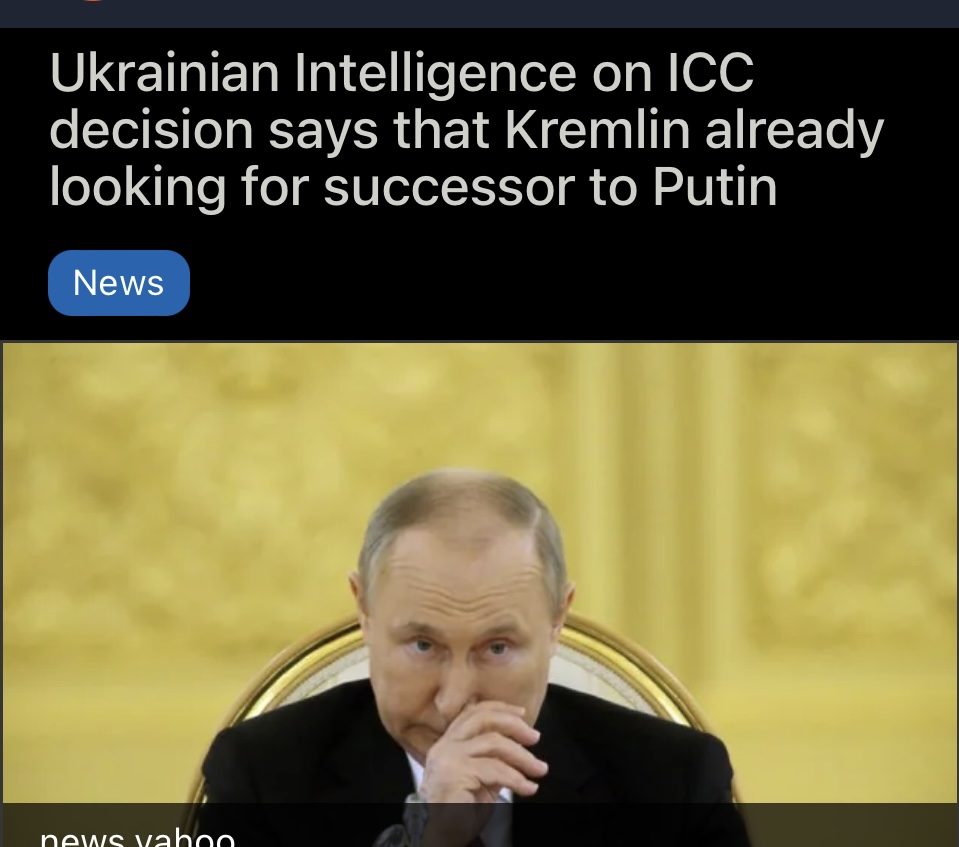 Ukrainian Intelligence on ICC
decision says that Kremlin already
looking for successor to Putin
News
news.yahoo